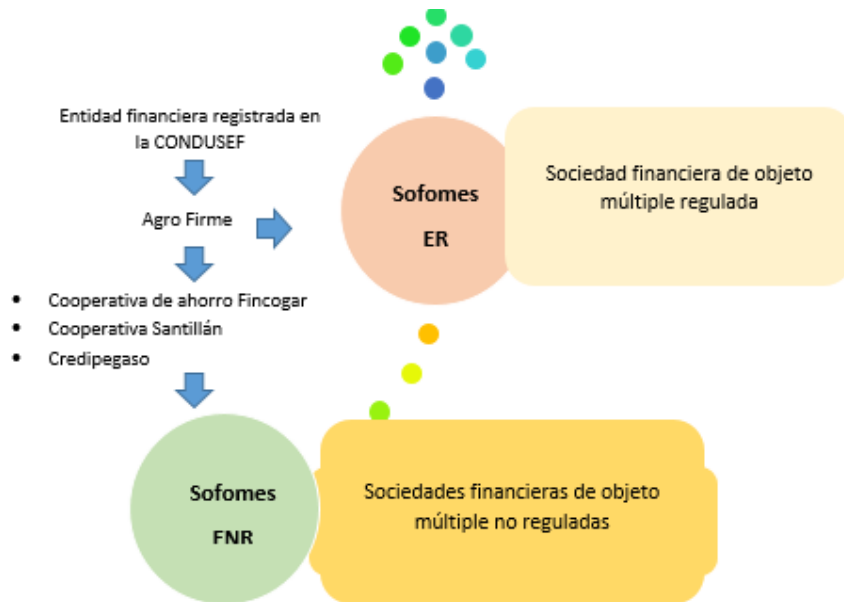 Entidad financiera registrada en
la CONDUSEF
Agro Firme
Sofomes
ER
Sociedad financiera de objeto
múltiple regulada
• Cooperativa de ahorro Fincogar
• Cooperativa Santillán
• Credipegaso
Sofomes
FNR
Sociedades financieras de objeto
múltiple no reguladas